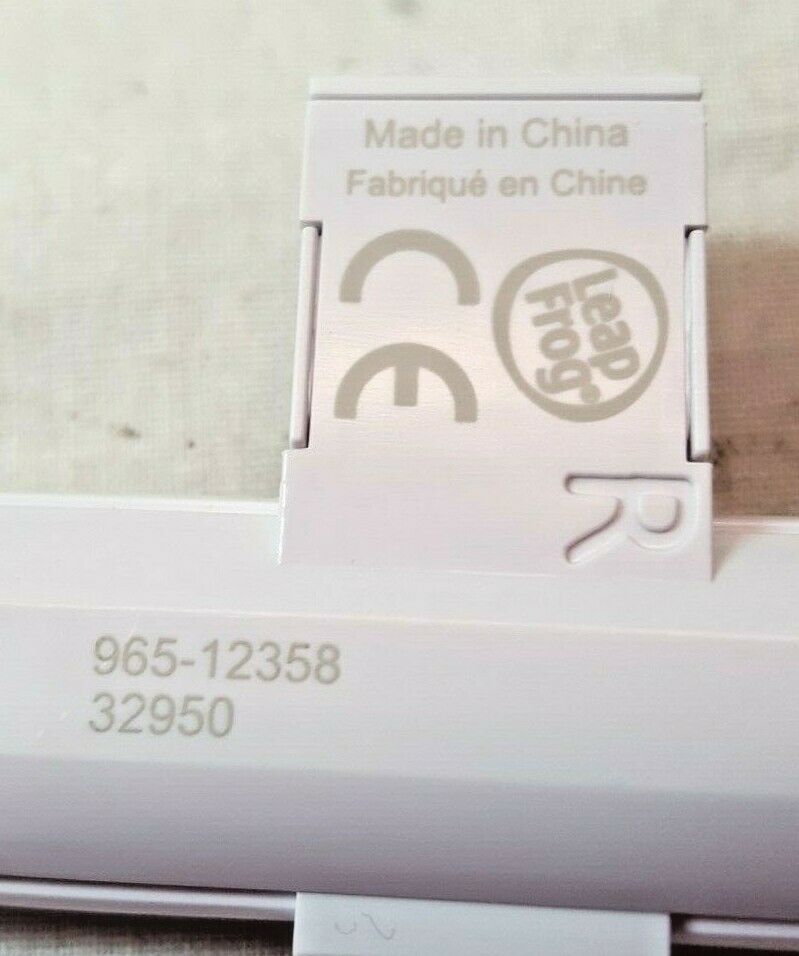 Made in China
Fabriqué en Chine
CE
Leap
Frog®
R
965-12358
32950